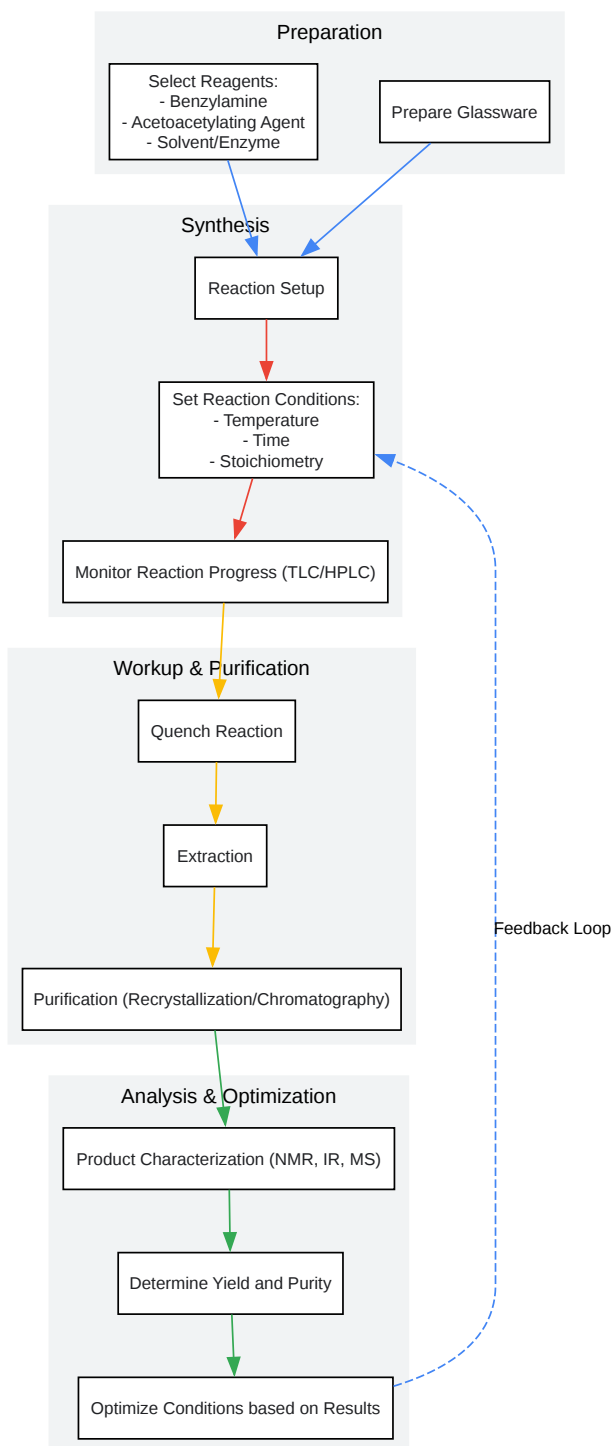 Preparation
Select Reagents:
- Benzylamine
- Acetoacetylating Agent
- Solvent/Enzyme
Prepare Glassware
Synthesis
Reaction Setup
Set Reaction Conditions:
- Temperature
- Time
- Stoichiometry
Monitor Reaction Progress (TLC/HPLC)
Workup & Purification
Quench Reaction
Extraction
Feedback Loop
Purification (Recrystallization/Chromatography)
Analysis & Optimization
Product Characterization (NMR, IR, MS)
Determine Yield and Purity
Optimize Conditions based on Results